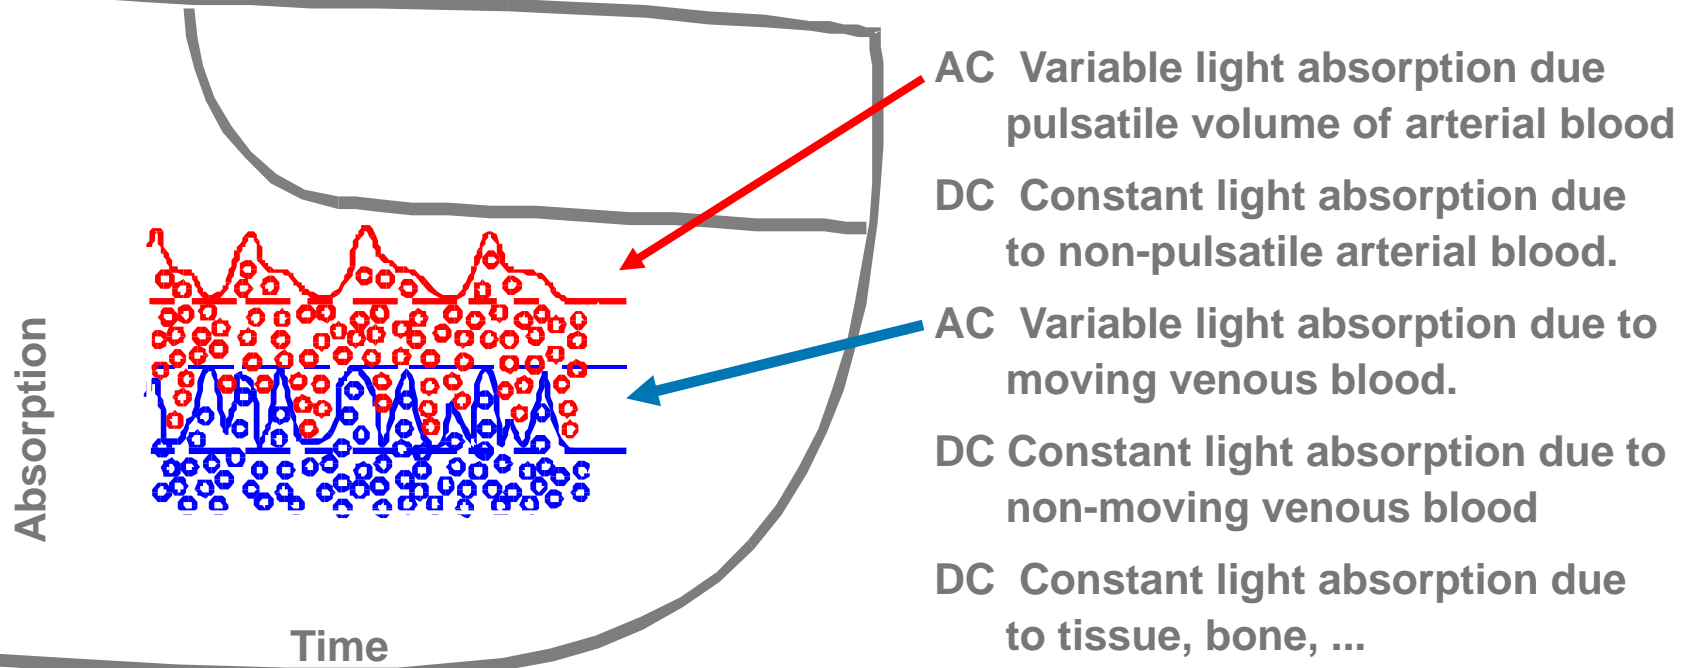 AC Variable light absorption due
pulsatile volume of arterial blood
DC Constant light absorption due
to non-pulsatile arterial blood.
AC Variable light absorption due to
moving venous blood.
DC Constant light absorption due to
non-moving venous blood
DC Constant light absorption due
to tissue, bone, ...
Absorption
Time